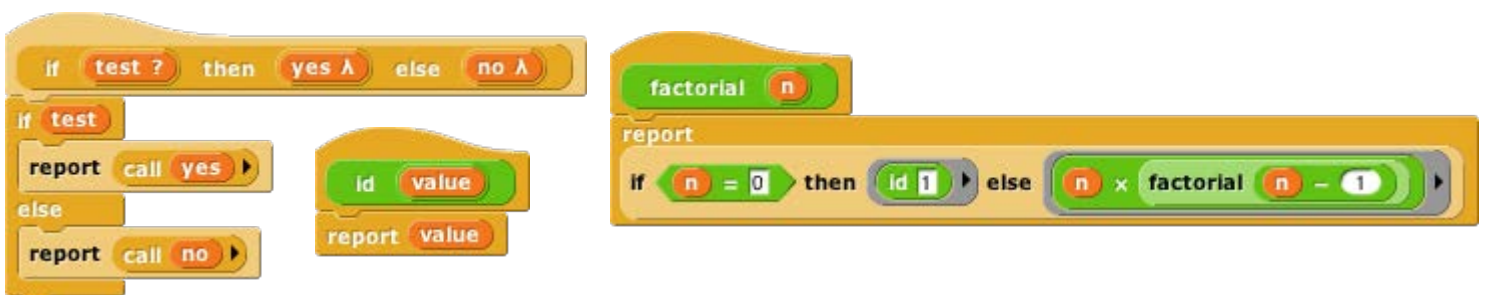 if test ? then yes λ else no λ
if test
report call yes
else
report call no
id value
report value
factorial n
report
if n = 0 then id 1 else n × factorial n - 1